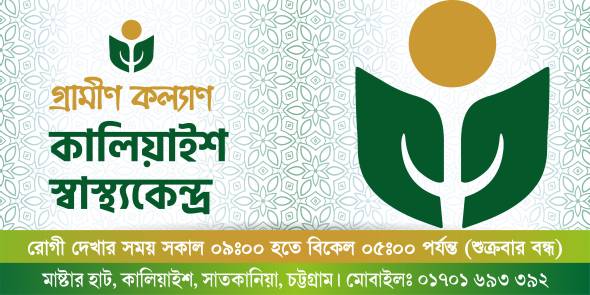 গ্রামীণ কল্যাণ
কালিয়াইশ
স্বাস্থ্যকেন্দ্র
রোগী দেখার সময় সকাল ০৯ঃ০০ হতে বিকেল ০৫ঃ০০ পর্যন্ত (শুক্রবার বন্ধ)
মাষ্টার হাট, কালিয়াইশ, সাতকানিয়া, চট্টগ্রাম। মোবাইলঃ ০১৭০১ ৬৯৩ ৩৯২